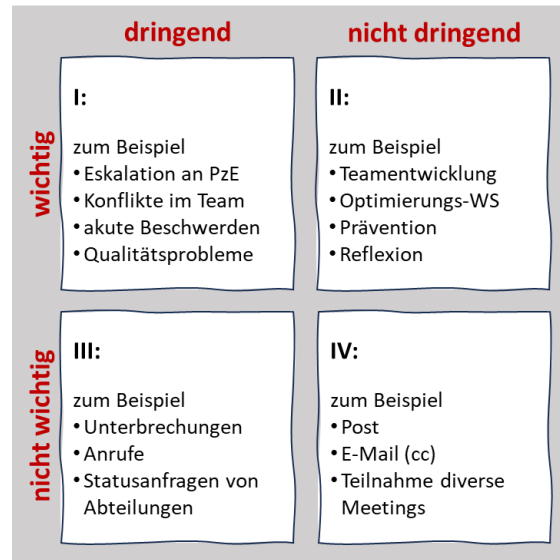 dringend
nicht dringend
wichtig
I:
zum Beispiel
• Eskalation an PzE
• Konflikte im Team
• akute Beschwerden
• Qualitätsprobleme
II:
zum Beispiel
• Teamentwicklung
• Optimierungs-WS
• Prävention
• Reflexion
nicht wichtig
III:
zum Beispiel
• Unterbrechungen
• Anrufe
• Statusanfragen von
Abteilungen
IV:
zum Beispiel
• Post
• E-Mail (cc)
• Teilnahme diverse
Meetings